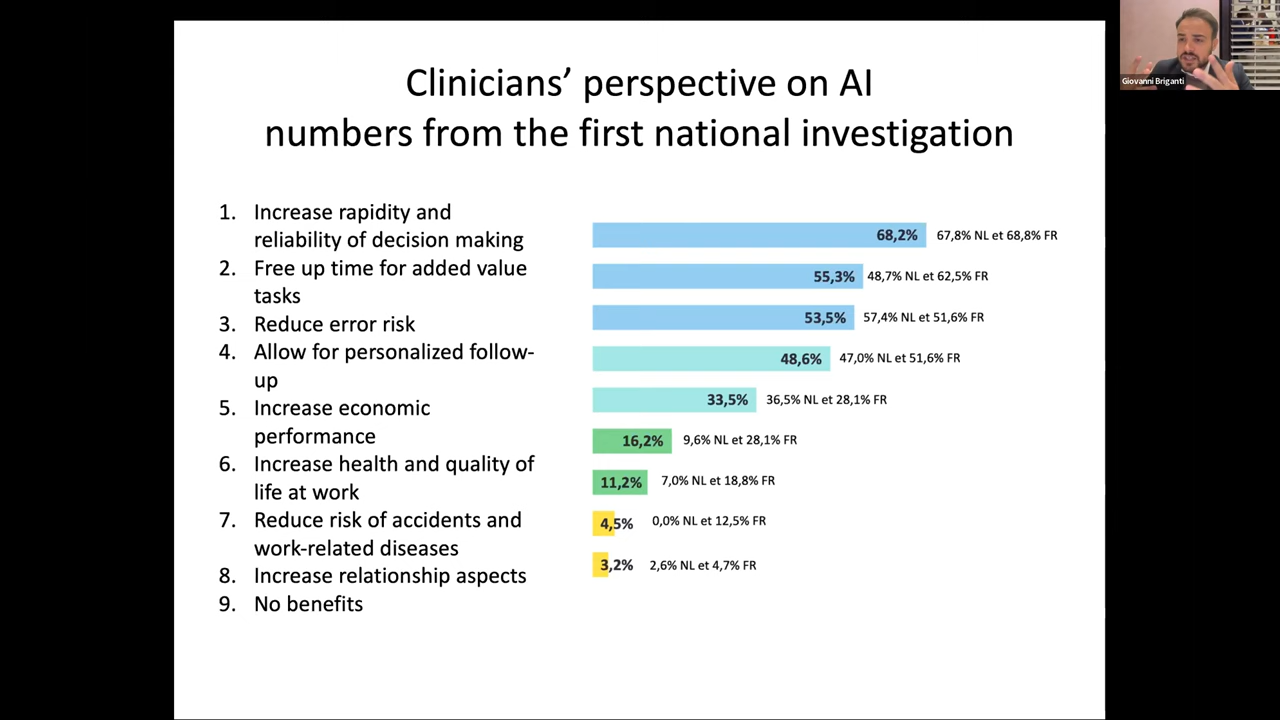 Clinicians’ perspective on AI
numbers from the first national investigation
1. Increase rapidity and
reliability of decision making
2. Free up time for added value
tasks
3. Reduce error risk
4. Allow for personalized follow-
up
5. Increase economic
performance
6. Increase health and quality of
life at work
7. Reduce risk of accidents and
work-related diseases
8. Increase relationship aspects
9. No benefits
68,2% 67,8% NL et 68,8% FR
55,3% 48,7% NL et 62,5% FR
53,5% 57,4% NL et 51,6% FR
48,6% 47,0% NL et 51,6% FR
33,5% 36,5% NL et 28,1% FR
16,2% 9,6% NL et 28,1% FR
11,2% 7,0% NL et 18,8% FR
4,5% 0,0% NL et 12,5% FR
3,2% 2,6% NL et 4,7% FR
Giovanni Briganti